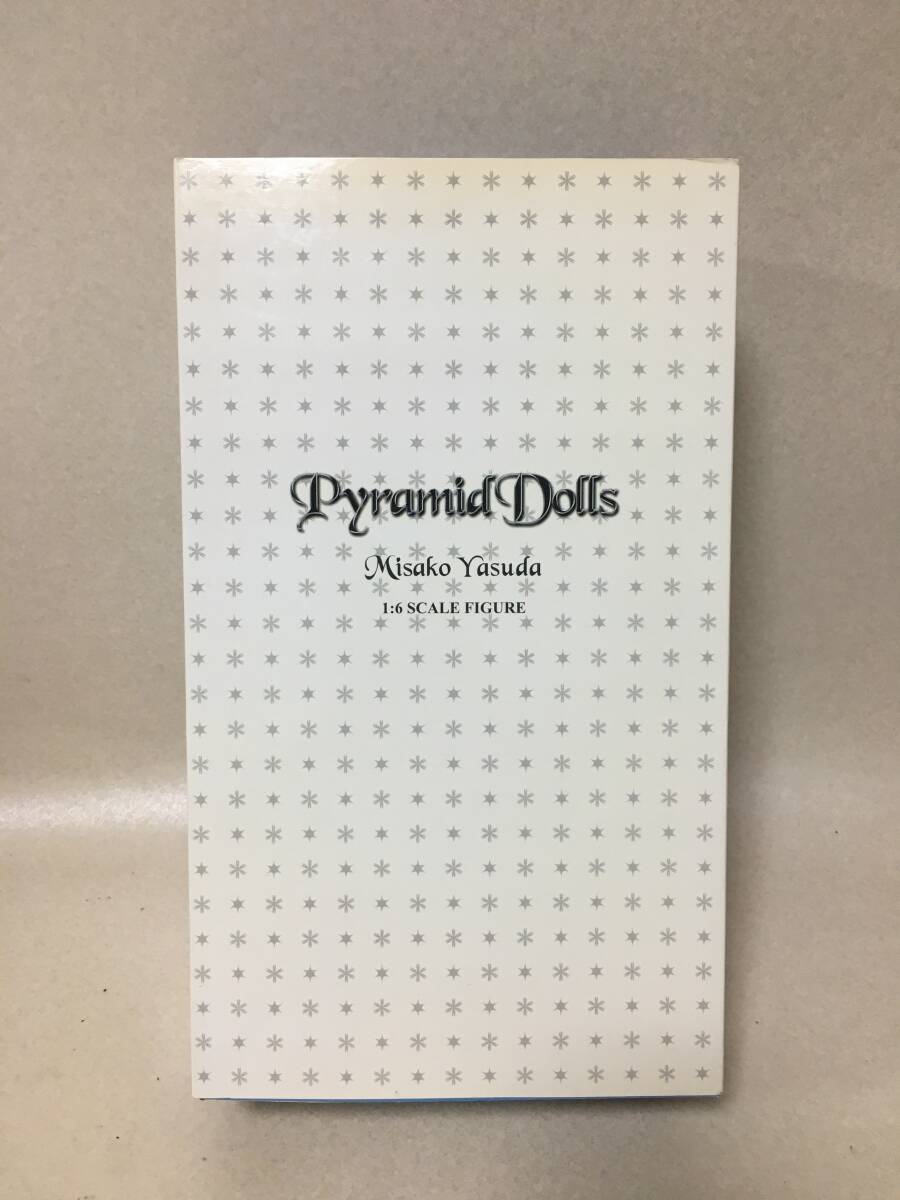 Pyramid Dolls
Misako Yasuda
1:6 SCALE FIGURE